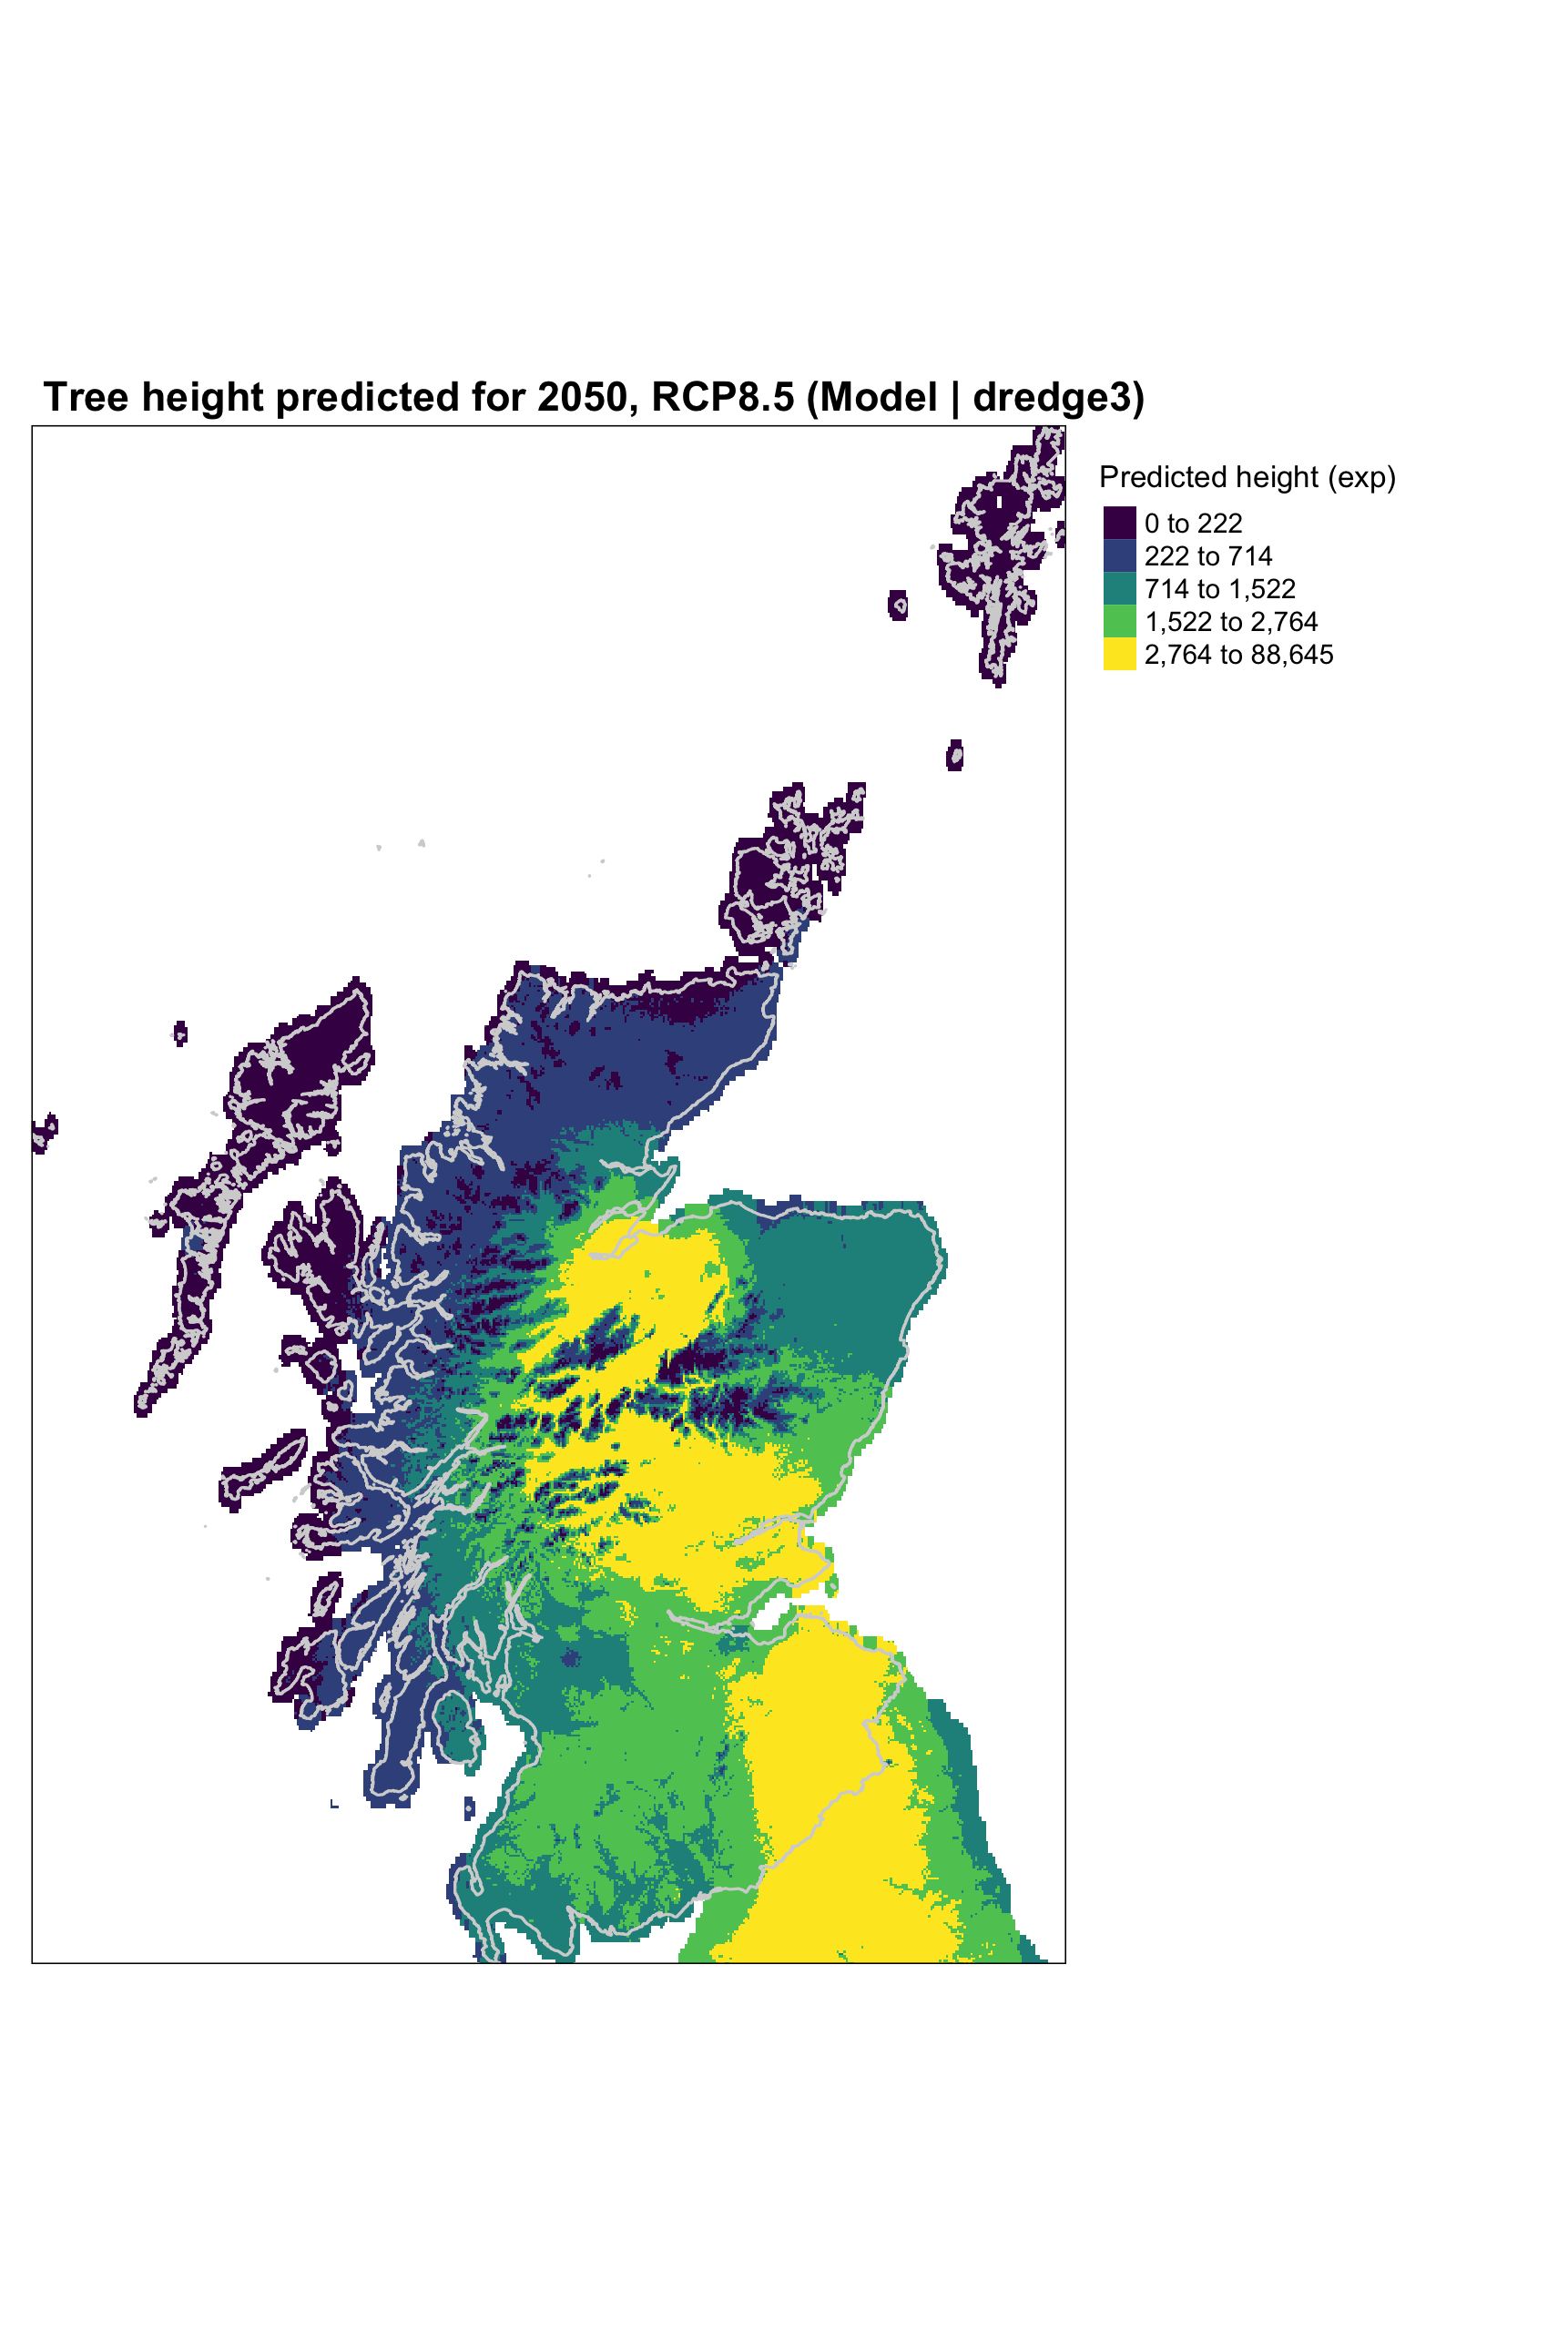 Tree height predicted for 2050, RCP8.5 (Model | dredge3)
Predicted height (exp)
0 to 222
222 to 714
714 to 1,522
1,522 to 2,764
2,764 to 88,645